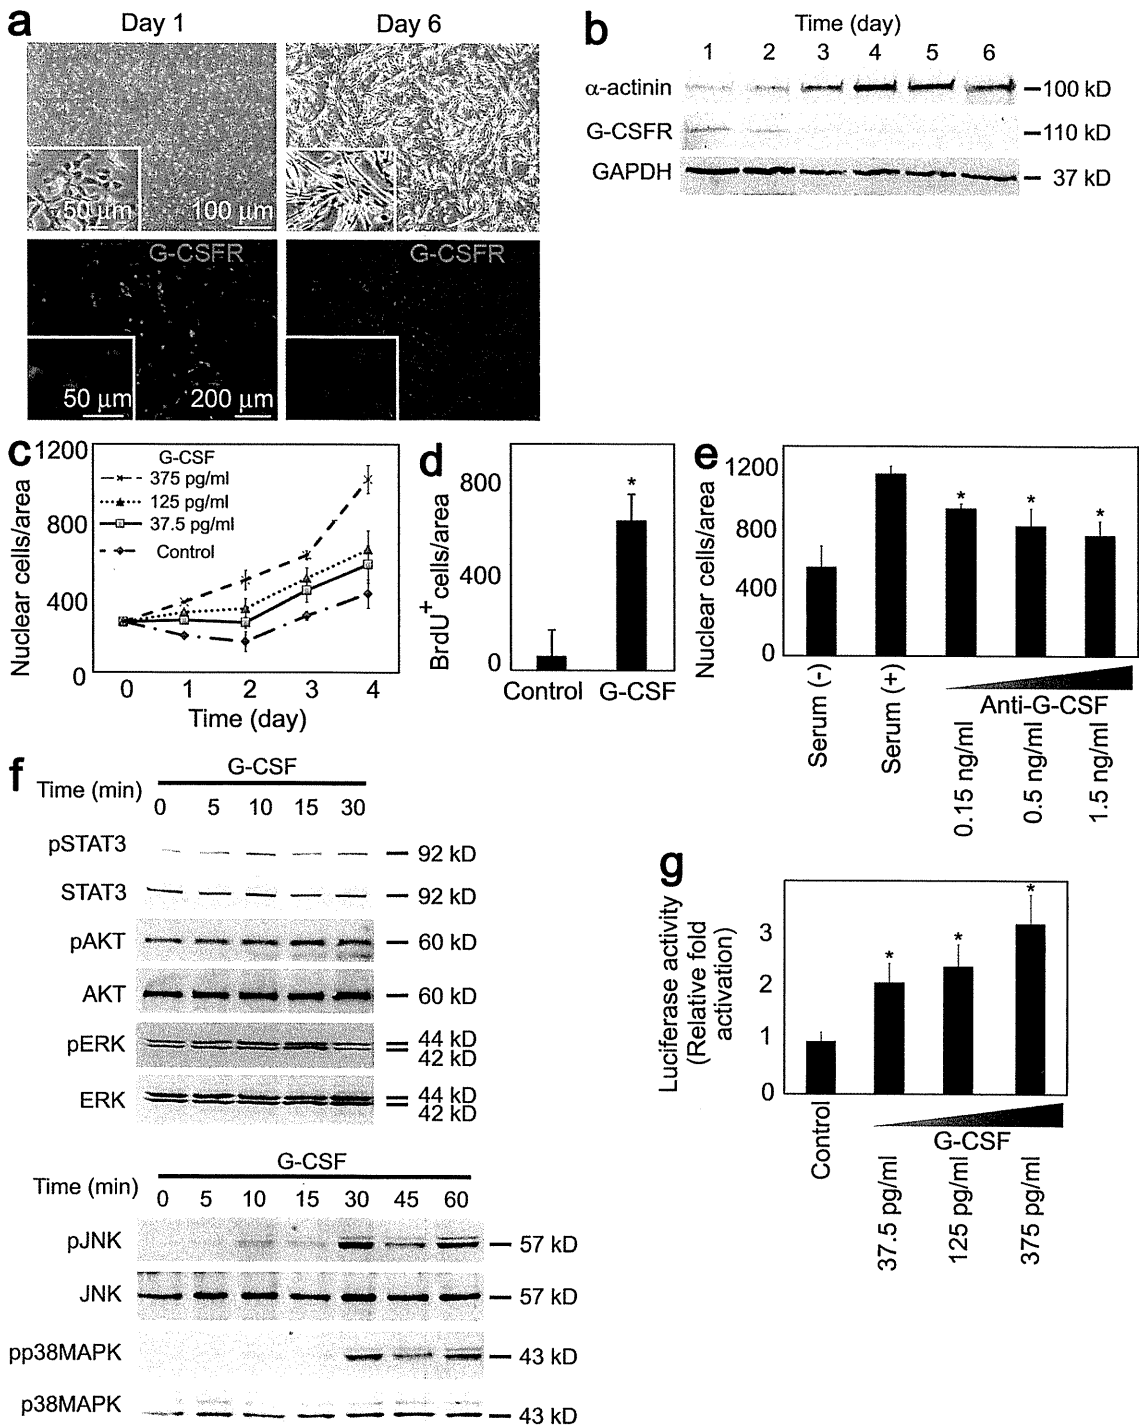 a
Day 1
Day 6
50 µm
100 µm
G-CSFR
G-CSFR
50 µm
200 µm
b
Time (day)
1 2 3 4 5 6
α-actinin
100 kD
G-CSFR
110 kD
GAPDH
37 kD
c
Nuclear cells/area
1200
800
400
0
G-CSF
375 pg/ml
125 pg/ml
37.5 pg/ml
Control
0 1 2 3 4
Time (day)
d
BrdU+ cells/area
800
400
0
*
Control G-CSF
e
Nuclear cells/area
1200
800
400
0
* * *
Serum (-)
Serum (+)
Anti-G-CSF
0.15 ng/ml
0.5 ng/ml
1.5 ng/ml
f
G-CSF
Time (min)
0 5 10 15 30
pSTAT3
92 kD
STAT3
92 kD
pAKT
60 kD
AKT
60 kD
pERK
44 kD
42 kD
ERK
44 kD
42 kD
G-CSF
Time (min)
0 5 10 15 30 45 60
pJNK
57 kD
JNK
57 kD
pp38MAPK
43 kD
p38MAPK
43 kD
g
Luciferase activity
(Relative fold
activation)
3
2
1
0
* * *
Control
G-CSF
37.5 pg/ml
125 pg/ml
375 pg/ml